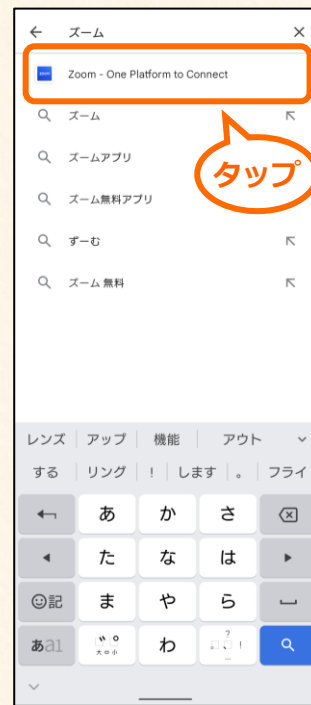 ズーム
zoom
Zoom - One Platform to Connect
ズーム
タップ
ズームアプリ
ズーム無料アプリ
ずーむ
ズーム 無料
レンズ アップ 機能 アウト
する リング ! します 。 フライ
あ か さ
た な は
記 ま や ら
あa1 大⇔小 わ 、。?!…